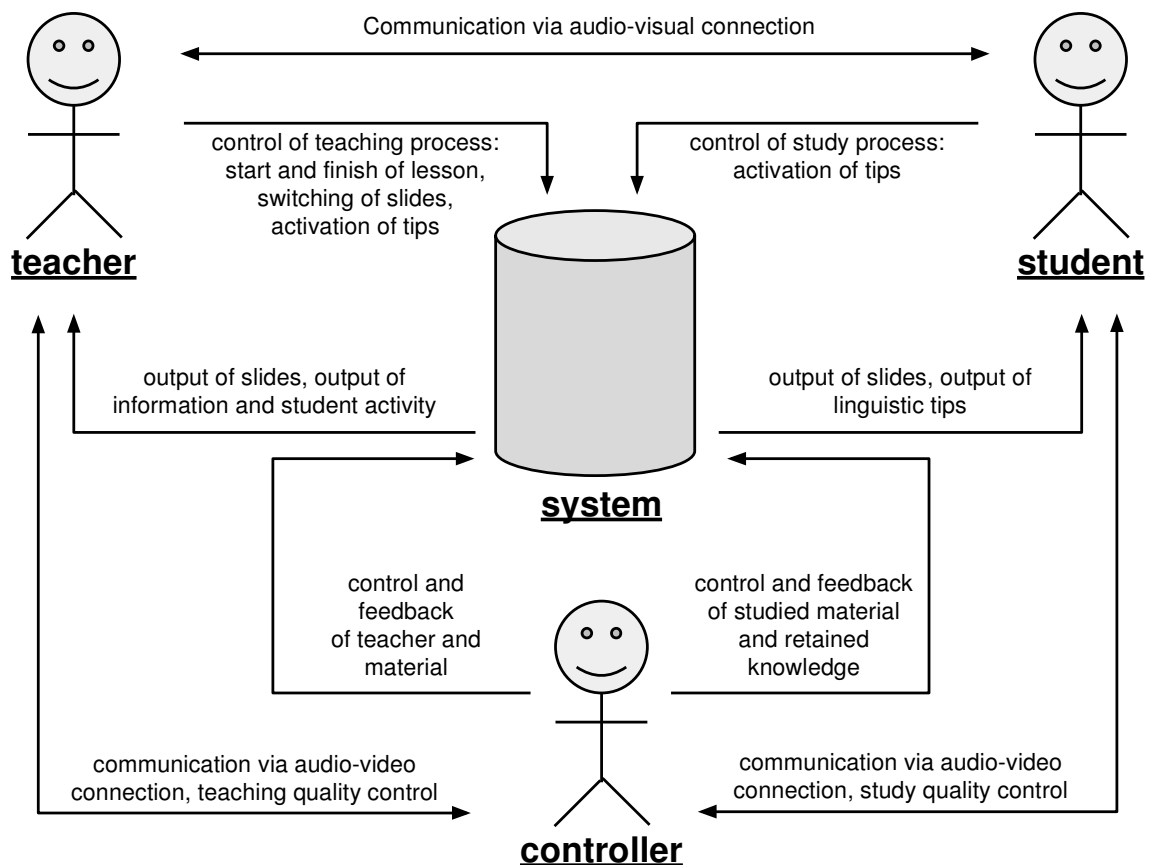 Communication via audio-visual connection
control of teaching process:
start and finish of lesson,
switching of slides,
activation of tips
control of study process:
activation of tips
teacher
student
output of slides, output of
information and student activity
output of slides, output of
linguistic tips
system
control and
feedback
of teacher and
material
control and feedback
of studied material
and retained
knowledge
communication via audio-video
connection, teaching quality control
communication via audio-video
connection, study quality control
controller